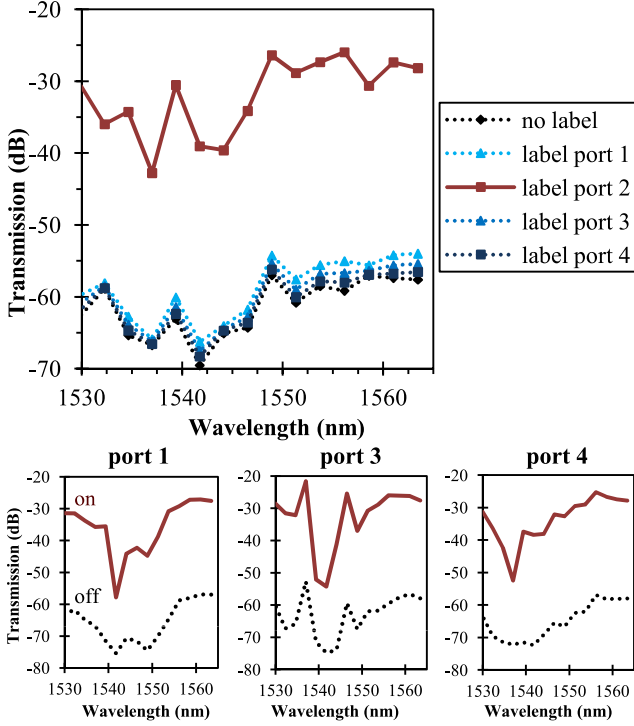 -20
-30
-40
-50
-60
-70
Transmission (dB)
1530 1540 1550 1560
Wavelength (nm)
no label
label port 1
label port 2
label port 3
label port 4
port 1
-20
-30
-40
-50
-60
-70
-80
Transmission (dB)
on
off
1530 1540 1550 1560
Wavelength (nm)
port 3
-20
-30
-40
-50
-60
-70
-80
1530 1540 1550 1560
Wavelength (nm)
port 4
-20
-30
-40
-50
-60
-70
-80
1530 1540 1550 1560
Wavelength (nm)